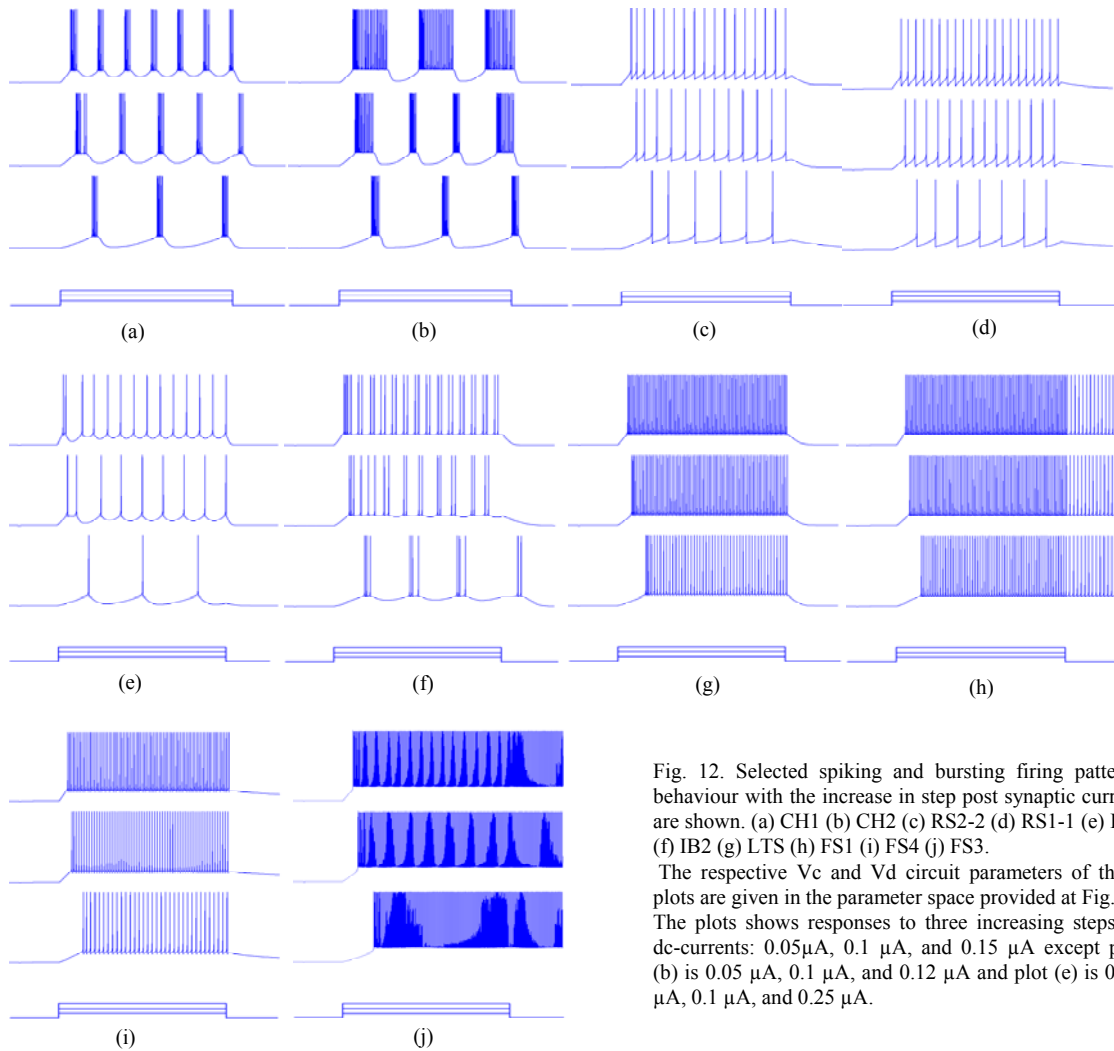 (a)
(b)
(c)
(d)
(e)
(f)
(g)
(h)
(i)
(j)
Fig. 12. Selected spiking and bursting firing patte
behaviour with the increase in step post synaptic curr
are shown. (a) CH1 (b) CH2 (c) RS2-2 (d) RS1-1 (e) I
(f) IB2 (g) LTS (h) FS1 (i) FS4 (j) FS3.
The respective Vc and Vd circuit parameters of th
plots are given in the parameter space provided at Fig.
The plots shows responses to three increasing steps
dc-currents: 0.05µA, 0.1 µA, and 0.15 µA except p
(b) is 0.05 µA, 0.1 µA, and 0.12 µA and plot (e) is 0
µA, 0.1 µA, and 0.25 µA.